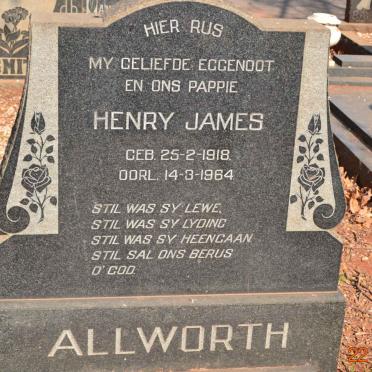 HIER RUS
MY GELIEFDE EGGENOOT
EN ONS PAPPIE
HENRY JAMES
GEB. 25-2-1918.
OORL. 14-3-1964
STIL WAS SY LEWE,
STIL WAS SY LYDING
STIL WAS SY HEENGAAN.
STIL SAL ONS BERUS
O' GOD.
ALLWORTH
22